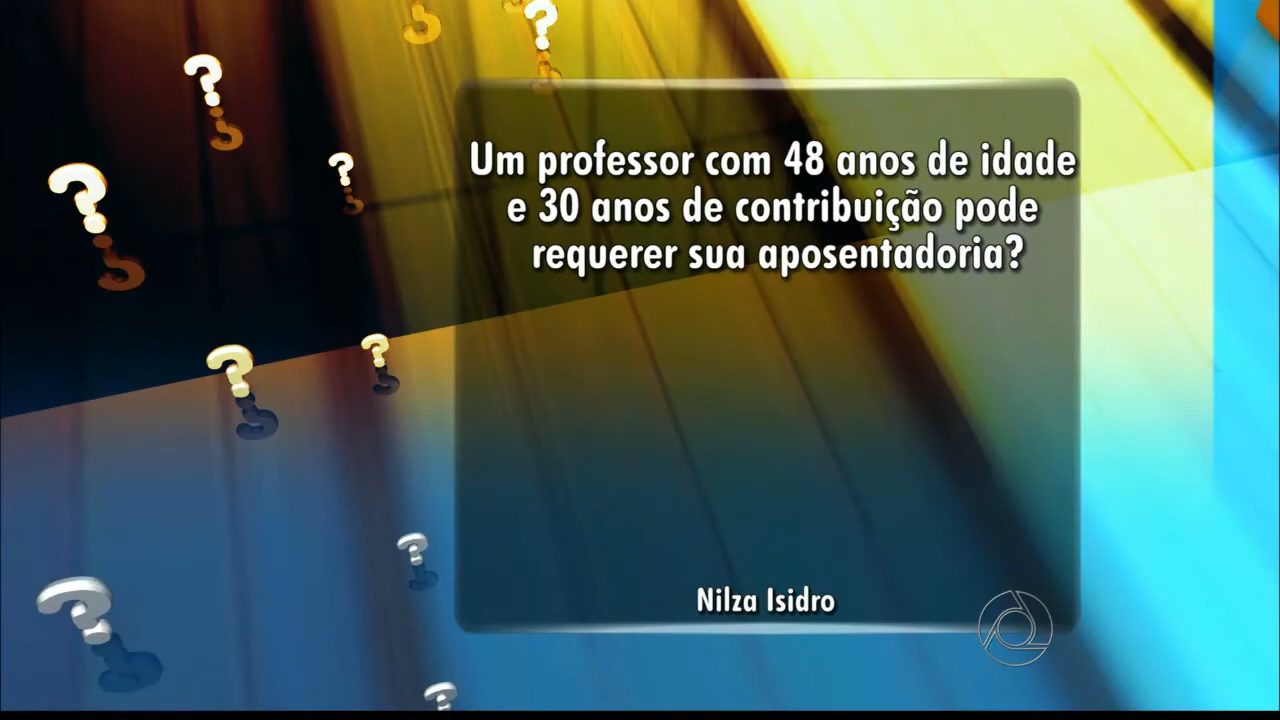 Um professor com 48 anos de idade
e 30 anos de contribuição pode
requerer sua aposentadoria?
Nilza Isidro